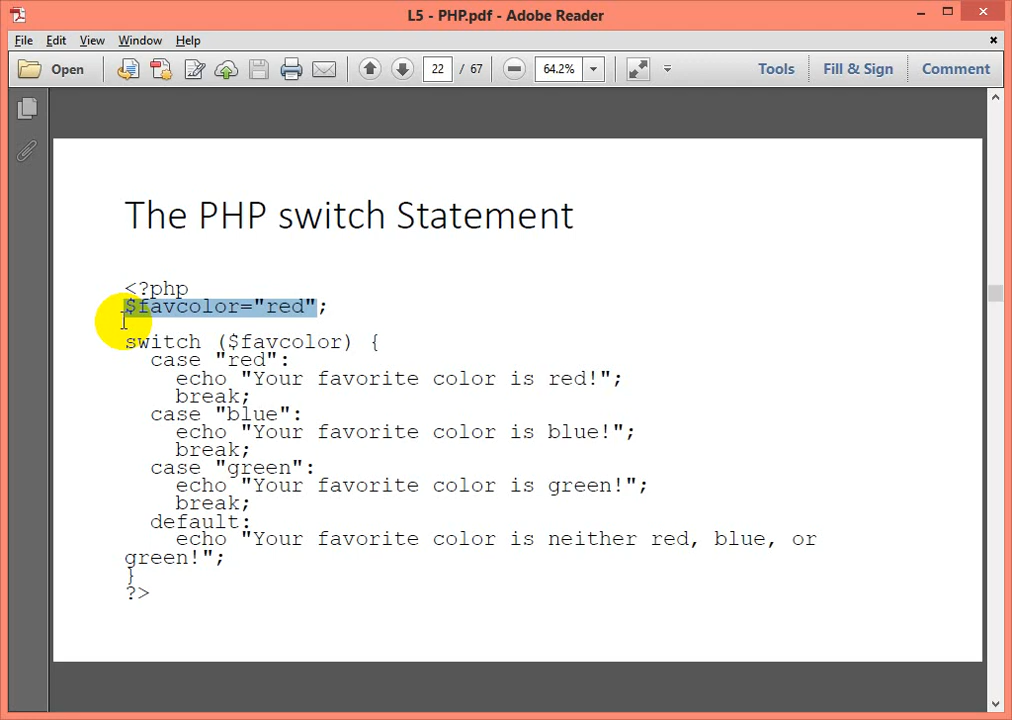 L5 - PHP.pdf - Adobe Reader
File Edit View Window Help
Open 22 / 67 64.2% Tools Fill & Sign Comment
The PHP switch Statement
<?php
$favcolor="red";
switch ($favcolor) {
  case "red":
    echo "Your favorite color is red!";
    break;
  case "blue":
    echo "Your favorite color is blue!";
    break;
  case "green":
    echo "Your favorite color is green!";
    break;
  default:
    echo "Your favorite color is neither red, blue, or
green!";
}
?>